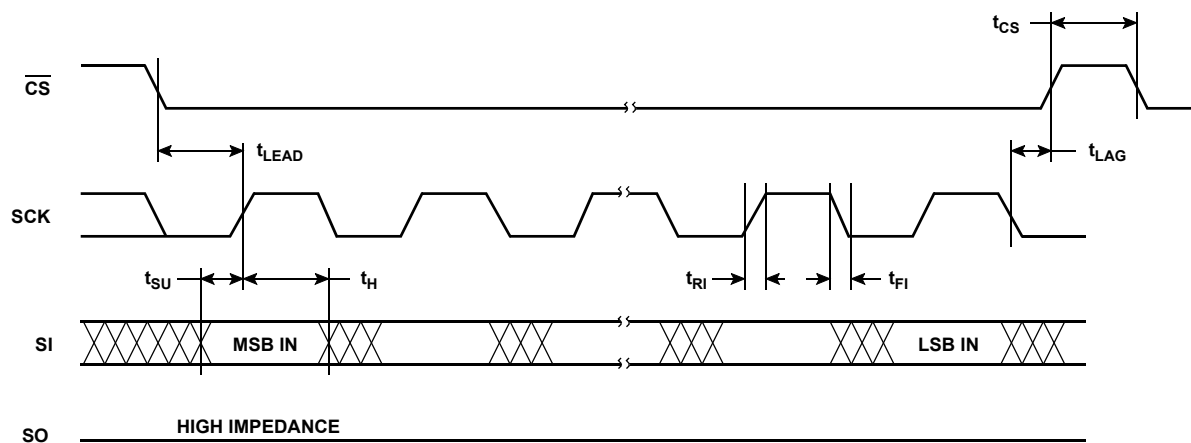 tCS
CS
tLEAD
tLAG
SCK
tSU
tH
tRI
tFI
SI
MSB IN
LSB IN
HIGH IMPEDANCE
SO